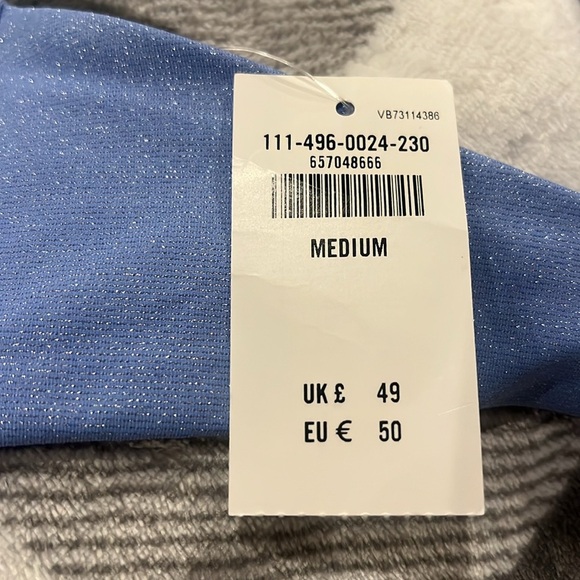 VB73114386
111-496-0024-230
657048666
MEDIUM
UK £ 49
EU € 50